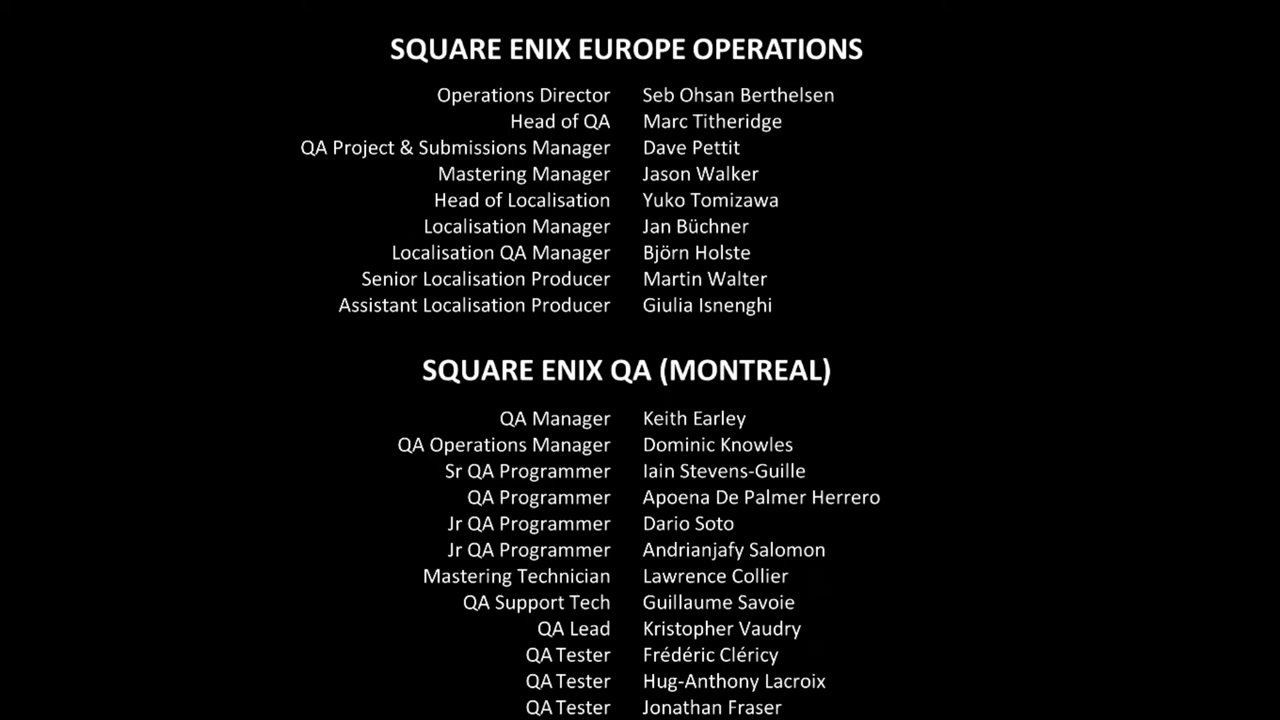 SQUARE ENIX EUROPE OPERATIONS
Operations Director Seb Ohsan Berthelsen
Head of QA Marc Titheridge
QA Project & Submissions Manager Dave Pettit
Mastering Manager Jason Walker
Head of Localisation Yuko Tomizawa
Localisation Manager Jan Büchner
Localisation QA Manager Björn Holste
Senior Localisation Producer Martin Walter
Assistant Localisation Producer Giulia Isnenghi
SQUARE ENIX QA (MONTREAL)
QA Manager Keith Earley
QA Operations Manager Dominic Knowles
Sr QA Programmer Iain Stevens-Guille
QA Programmer Apoena De Palmer Herrero
Jr QA Programmer Dario Soto
Jr QA Programmer Andrianjafy Salomon
Mastering Technician Lawrence Collier
QA Support Tech Guillaume Savoie
QA Lead Kristopher Vaudry
QA Tester Frédéric Cléricy
QA Tester Hug-Anthony Lacroix
QA Tester Jonathan Fraser